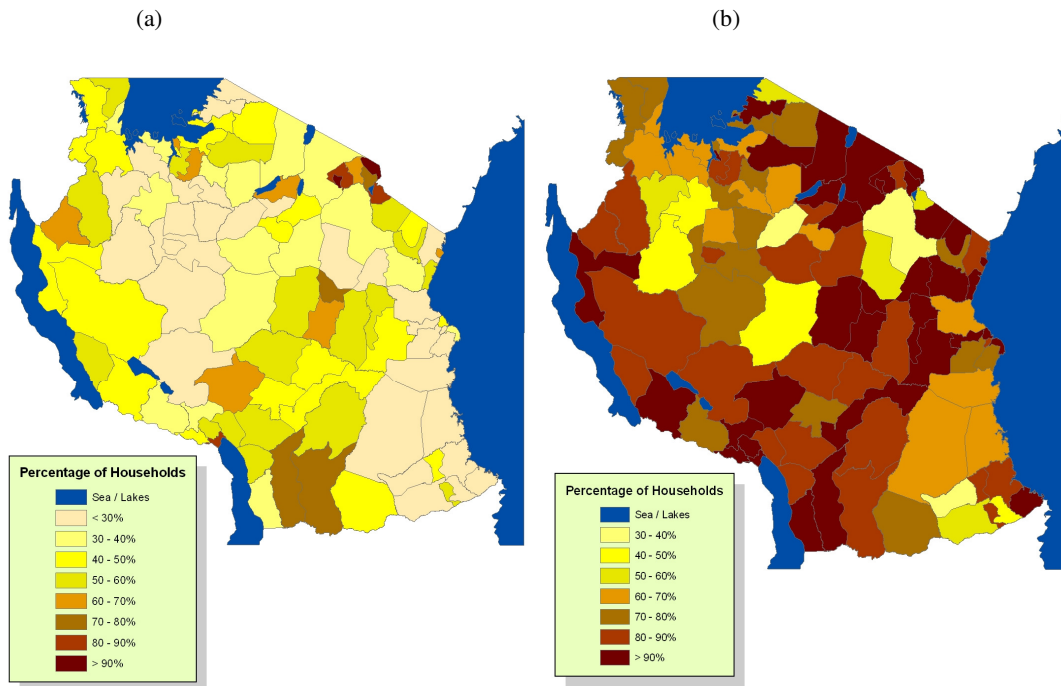 (a)
(b)
Percentage of Households
Sea / Lakes
< 30%
30 - 40%
40 - 50%
50 - 60%
60 - 70%
70 - 80%
80 - 90%
> 90%
Percentage of Households
Sea / Lakes
30 - 40%
40 - 50%
50 - 60%
60 - 70%
70 - 80%
80 - 90%
> 90%